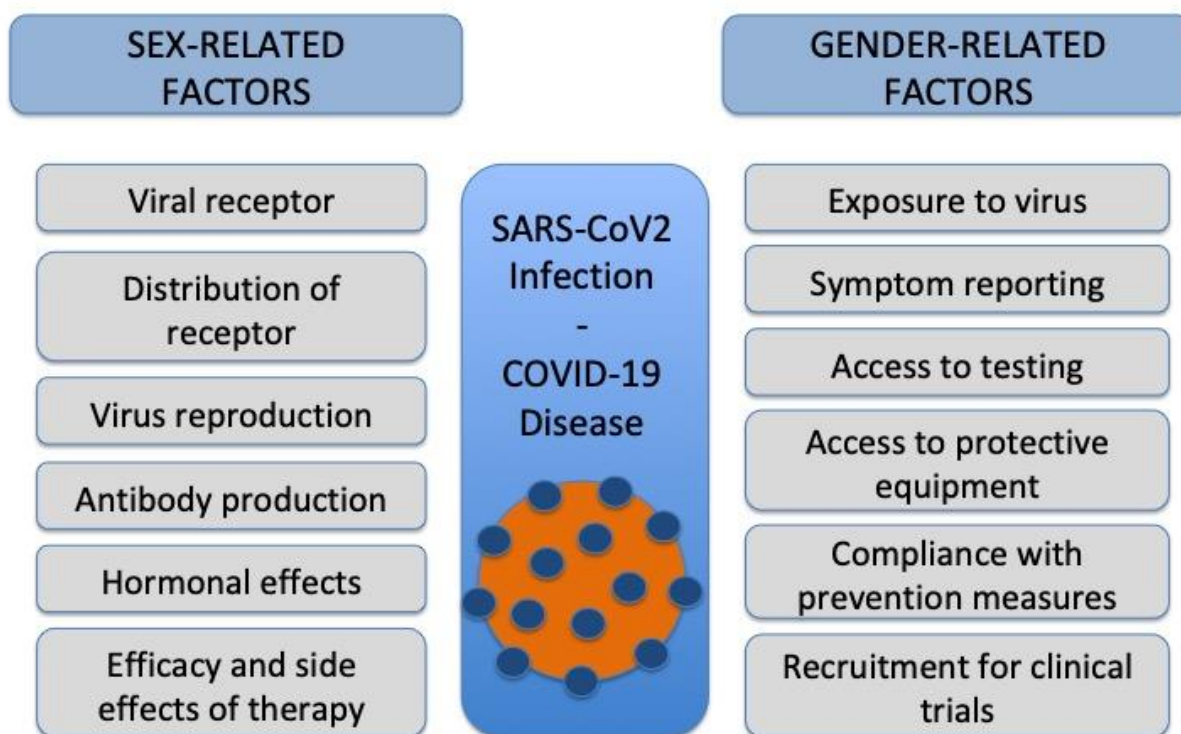 SEX-RELATED
FACTORS
Viral receptor
Distribution of
receptor
Virus reproduction
Antibody production
Hormonal effects
Efficacy and side
effects of therapy
SARS-CoV2
Infection
-
COVID-19
Disease
GENDER-RELATED
FACTORS
Exposure to virus
Symptom reporting
Access to testing
Access to protective
equipment
Compliance with
prevention measures
Recruitment for clinical
trials